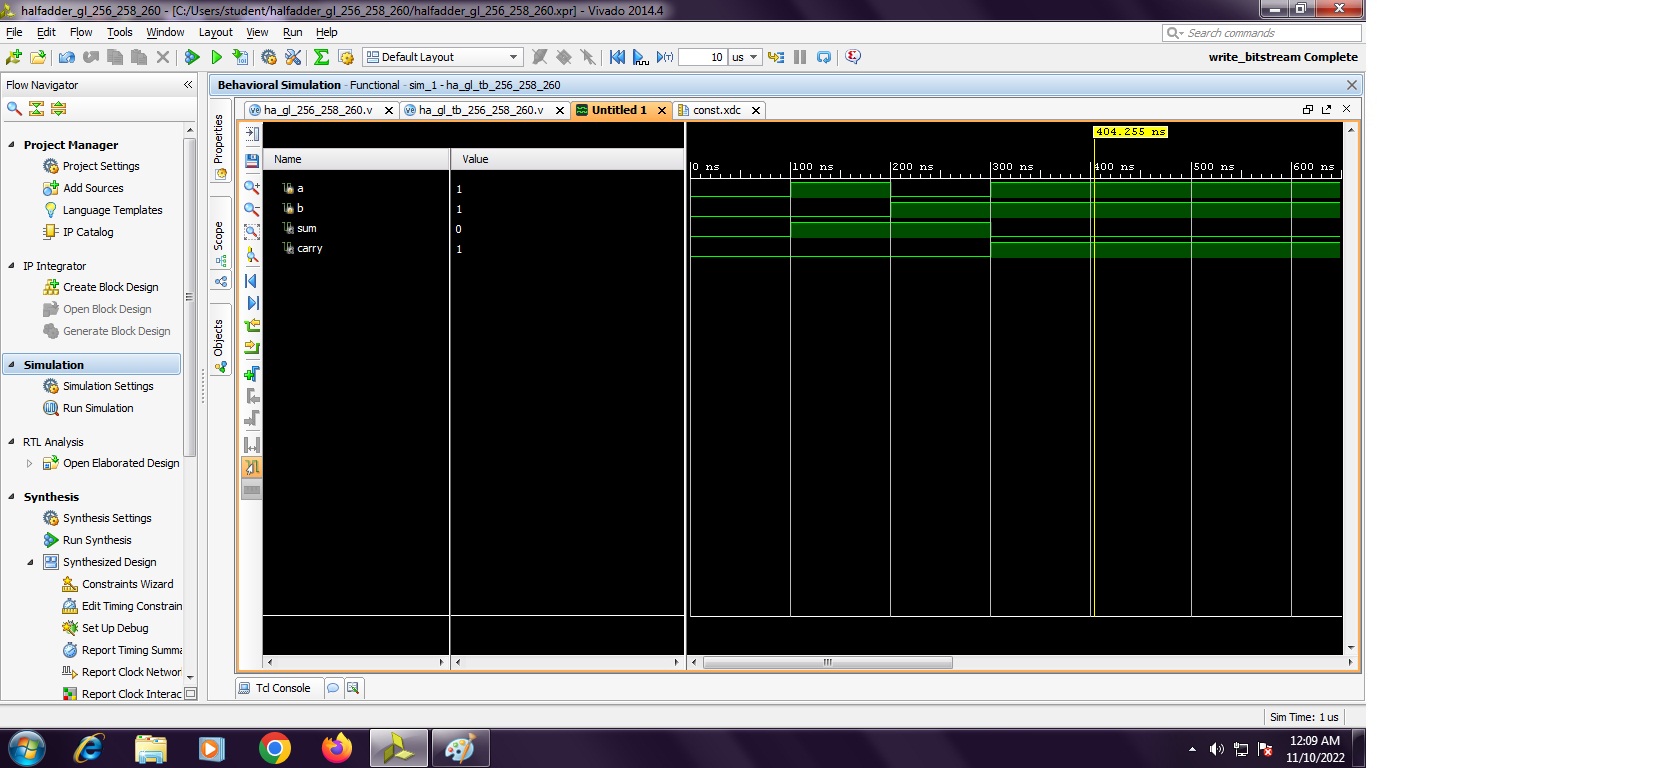 halfadder_gl_256_258_260 - [C:/Users/student/halfadder_gl_256_258_260/halfadder_gl_256_258_260.xpr] - Vivado 2014.4
File Edit Flow Tools Window Layout View Run Help
Search commands
Default Layout
10 us
write_bitstream Complete
Flow Navigator
Behavioral Simulation - Functional - sim_1 - ha_gl_tb_256_258_260
ha_gl_256_258_260.v
ha_gl_tb_256_258_260.v
Untitled 1
const.xdc
Project Manager
Project Settings
Add Sources
Language Templates
IP Catalog
IP Integrator
Create Block Design
Open Block Design
Generate Block Design
Simulation
Simulation Settings
Run Simulation
RTL Analysis
Open Elaborated Design
Synthesis
Synthesis Settings
Run Synthesis
Synthesized Design
Constraints Wizard
Edit Timing Constrain
Set Up Debug
Report Timing Summa
Report Clock Networ
Report Clock Interac
Properties
Scope
Objects
Name Value
a 1
b 1
sum 0
carry 1
404.255 ns
0 ns 100 ns 200 ns 300 ns 400 ns 500 ns 600 ns
Tcl Console
Sim Time: 1 us
12:09 AM
11/10/2022